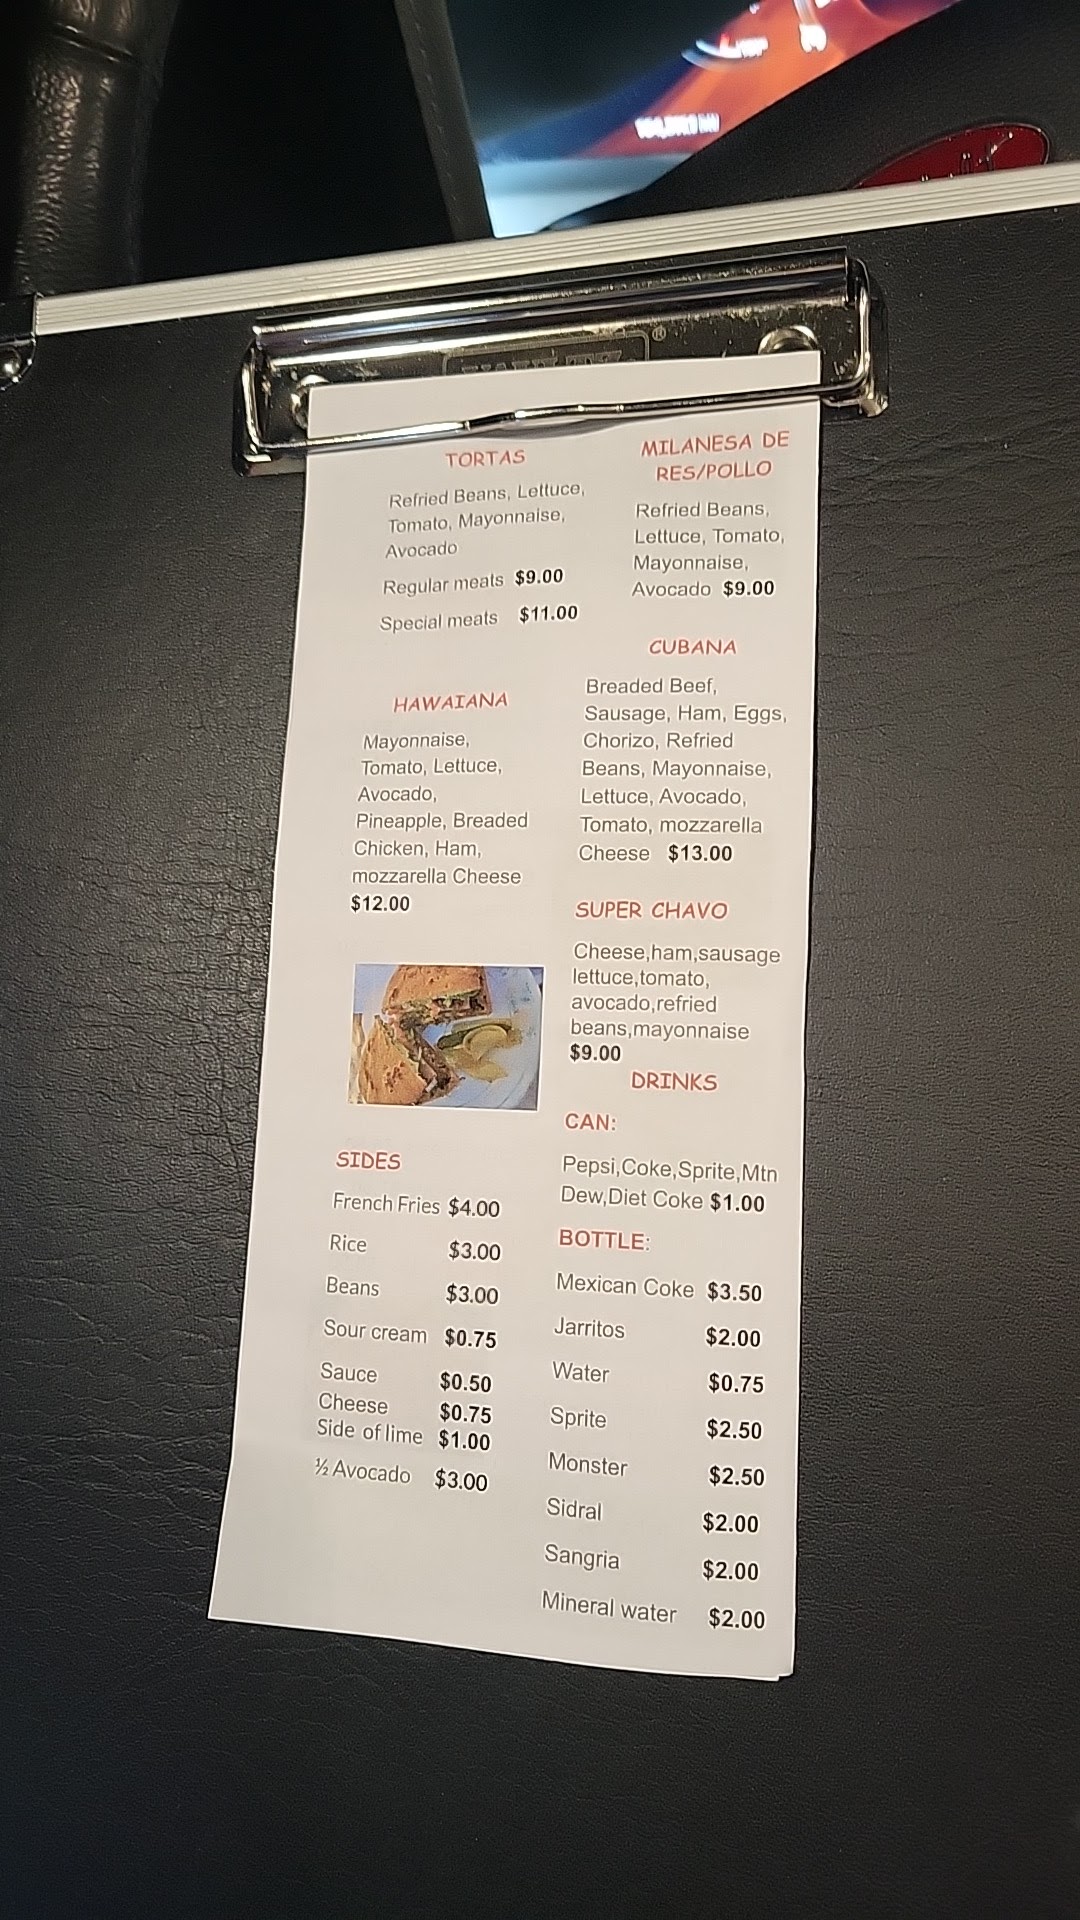 TORTAS
Refried Beans, Lettuce,
Tomato, Mayonnaise,
Avocado
Regular meats $9.00
Special meats $11.00
HAWAIANA
Mayonnaise,
Tomato, Lettuce,
Avocado,
Pineapple, Breaded
Chicken, Ham,
mozzarella Cheese
$12.00
SIDES
French Fries $4.00
Rice $3.00
Beans $3.00
Sour cream $0.75
Sauce $0.50
Cheese $0.75
Side of lime $1.00
½ Avocado $3.00
MILANESA DE
RES/POLLO
Refried Beans,
Lettuce, Tomato,
Mayonnaise,
Avocado $9.00
CUBANA
Breaded Beef,
Sausage, Ham, Eggs,
Chorizo, Refried
Beans, Mayonnaise,
Lettuce, Avocado,
Tomato, mozzarella
Cheese $13.00
SUPER CHAVO
Cheese,ham,sausage
lettuce,tomato,
avocado,refried
beans,mayonnaise
$9.00
DRINKS
CAN:
Pepsi,Coke,Sprite,Mtn
Dew,Diet Coke $1.00
BOTTLE:
Mexican Coke $3.50
Jarritos $2.00
Water $0.75
Sprite $2.50
Monster $2.50
Sidral $2.00
Sangria $2.00
Mineral water $2.00